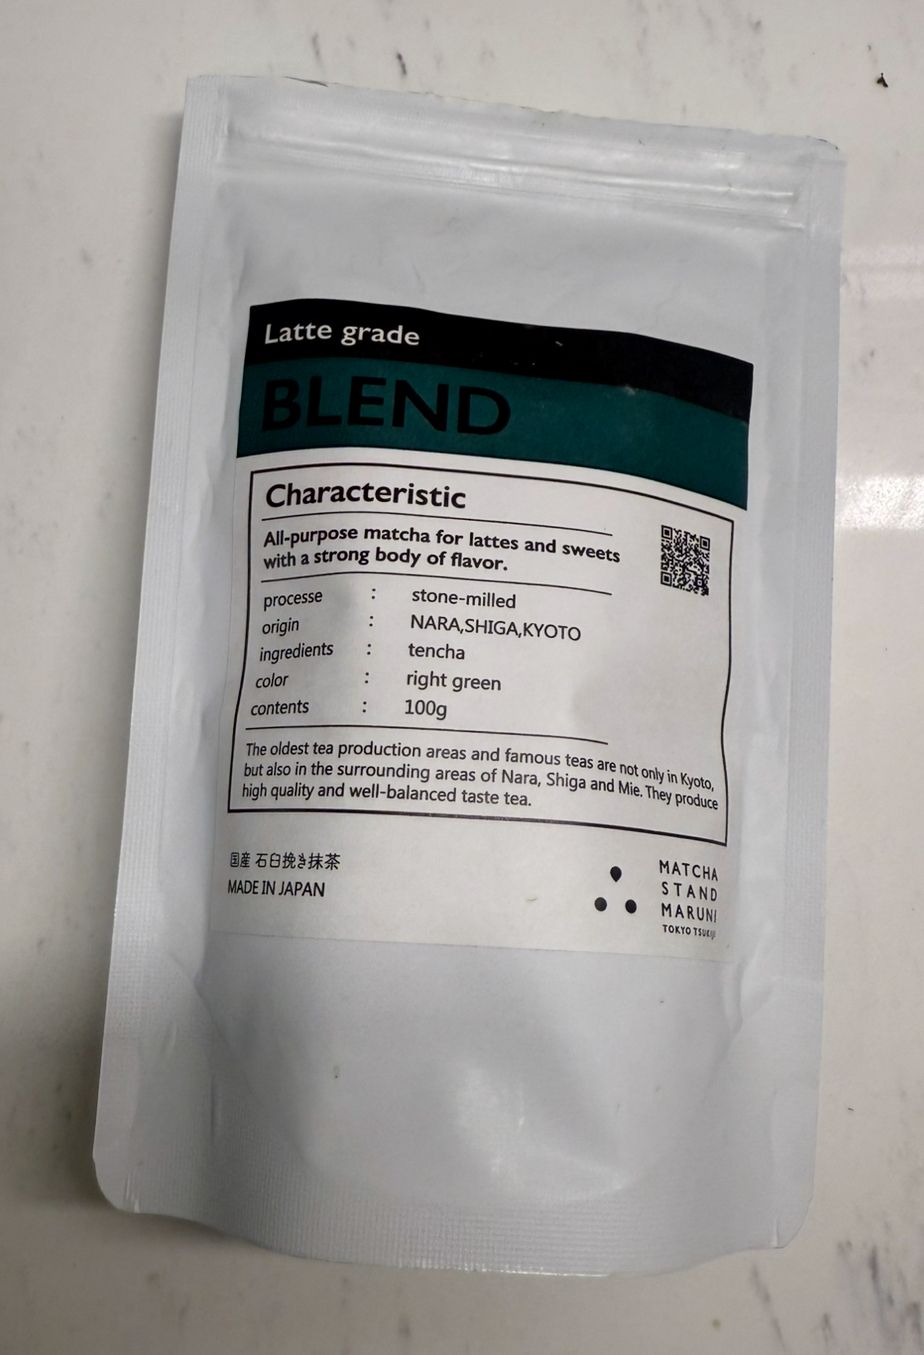 Latte grade
BLEND
Characteristic
All-purpose matcha for lattes and sweets
with a strong body of flavor.
processe : stone-milled
origin : NARA,SHIGA,KYOTO
ingredients : tencha
color : right green
contents : 100g
The oldest tea production areas and famous teas are not only in Kyoto,
but also in the surrounding areas of Nara, Shiga and Mie. They produce
high quality and well-balanced taste tea.
国産 石臼挽き抹茶
MADE IN JAPAN
MATCHA
STAND
MARUNI
TOKYO TSUKIJI